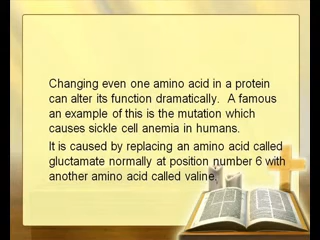 Changing even one amino acid in a protein
can alter its function dramatically. A famous
an example of this is the mutation which
causes sickle cell anemia in humans.
It is caused by replacing an amino acid called
gluctamate normally at position number 6 with
another amino acid called valine.